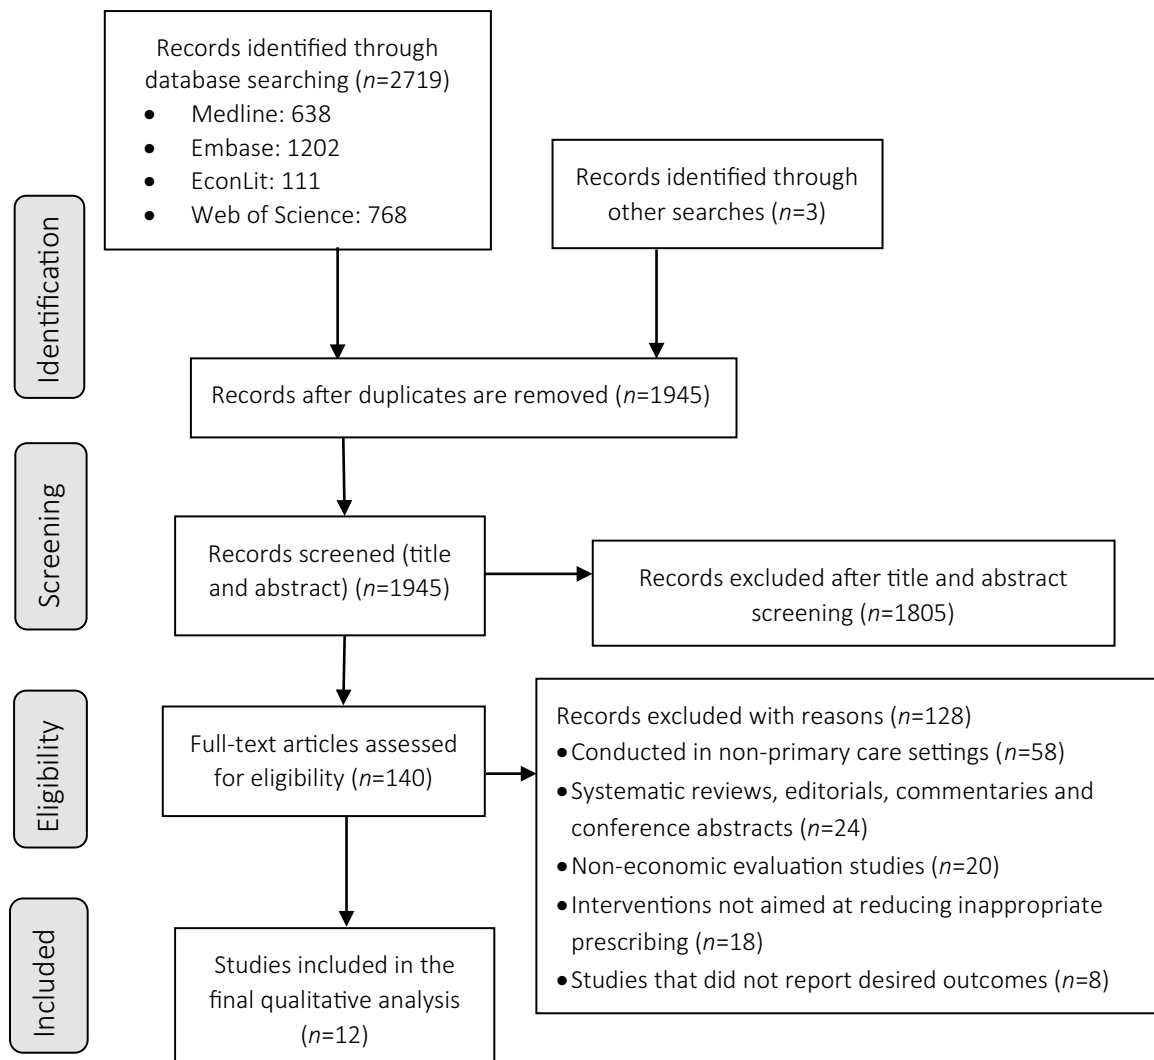 Records identified through
database searching (n=2719)
• Medline: 638
• Embase: 1202
• EconLit: 111
• Web of Science: 768
Records identified through
other searches (n=3)
Identification
Records after duplicates are removed (n=1945)
Screening
Records screened (title
and abstract) (n=1945)
Records excluded after title and abstract
screening (n=1805)
Eligibility
Full-text articles assessed
for eligibility (n=140)
Records excluded with reasons (n=128)
•Conducted in non-primary care settings (n=58)
•Systematic reviews, editorials, commentaries and
conference abstracts (n=24)
•Non-economic evaluation studies (n=20)
•Interventions not aimed at reducing inappropriate
prescribing (n=18)
•Studies that did not report desired outcomes (n=8)
Included
Studies included in the
final qualitative analysis
(n=12)